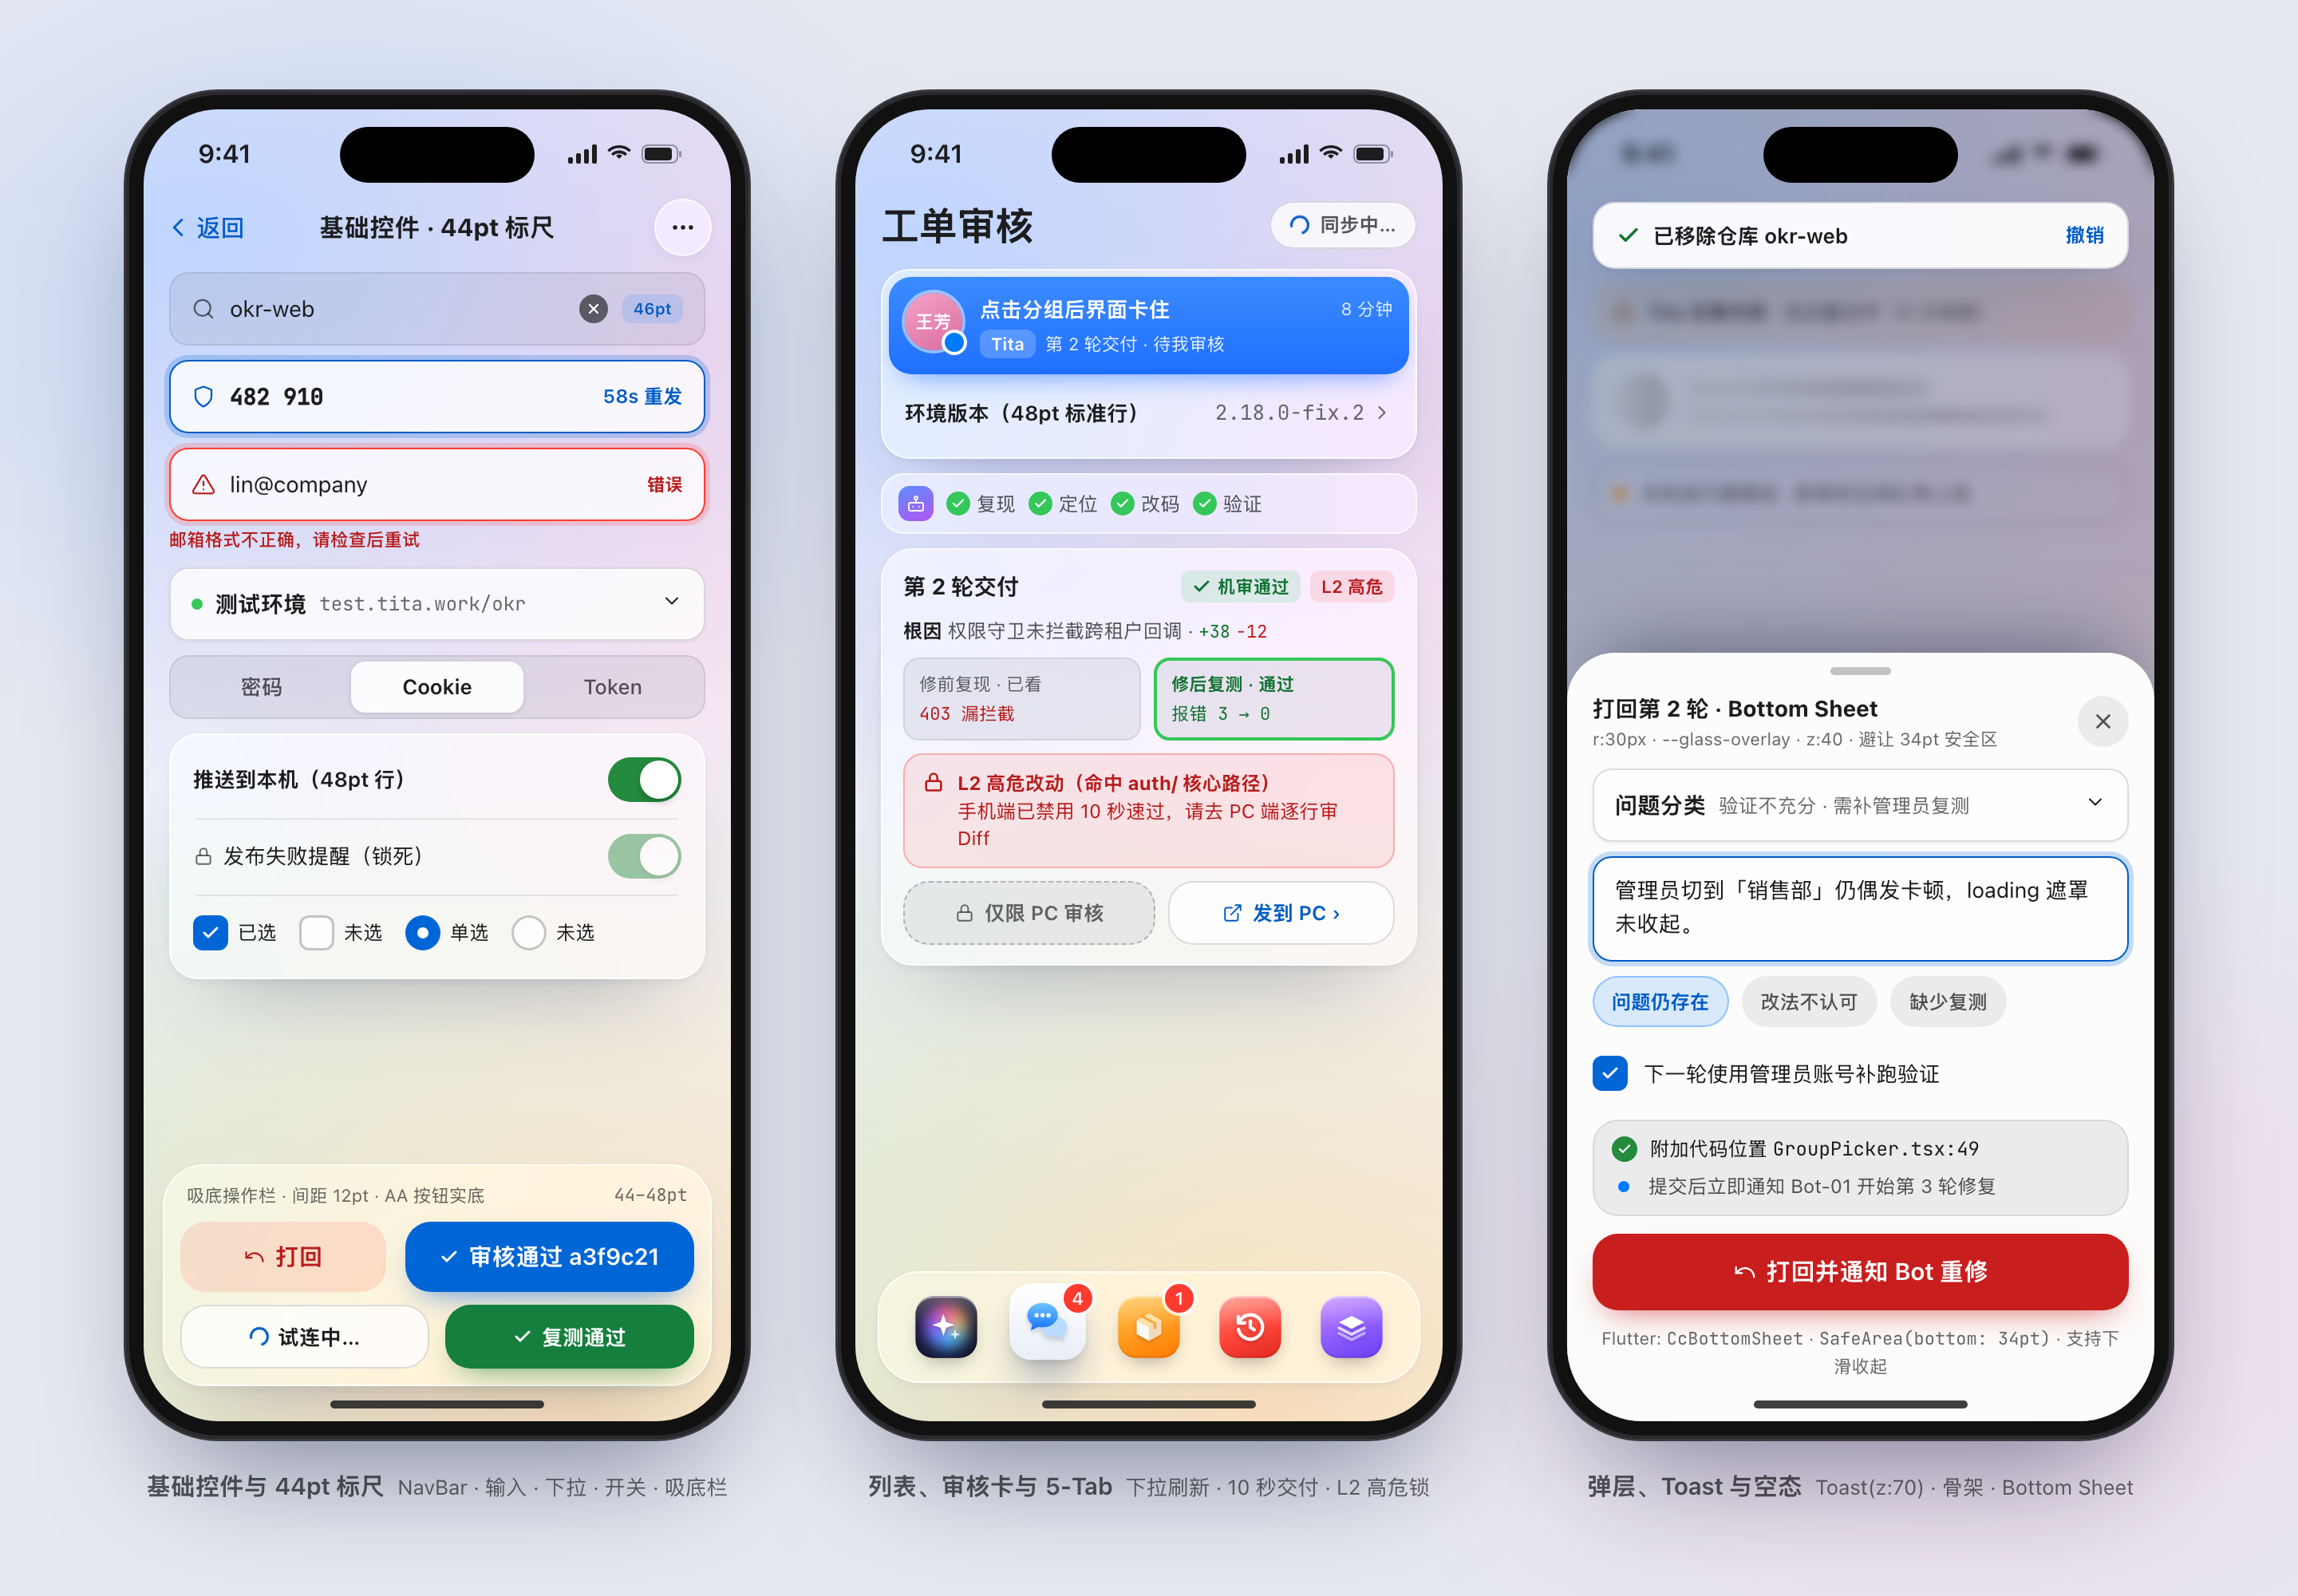 9:41
返回
基础控件 · 44pt 标尺
okr-web
46pt
482 910
58s 重发
lin@company
错误
邮箱格式不正确，请检查后重试
测试环境 test.tita.work/okr
密码
Cookie
Token
推送到本机（48pt 行）
发布失败提醒（锁死）
已选
未选
单选
未选
吸底操作栏 · 间距 12pt · AA 按钮实底
44–48pt
打回
审核通过 a3f9c21
试连中...
复测通过
基础控件与 44pt 标尺 NavBar · 输入 · 下拉 · 开关 · 吸底栏
9:41
工单审核
同步中...
王芳
点击分组后界面卡住
8 分钟
Tita
第 2 轮交付 · 待我审核
环境版本（48pt 标准行）
2.18.0-fix.2
复现
定位
改码
验证
第 2 轮交付
机审通过
L2 高危
根因 权限守卫未拦截跨租户回调 · +38 -12
修前复现 · 已看
403 漏拦截
修后复测 · 通过
报错 3 → 0
L2 高危改动（命中 auth/ 核心路径）
手机端已禁用 10 秒速过，请去 PC 端逐行审
Diff
仅限 PC 审核
发到 PC ›
4
1
列表、审核卡与 5-Tab 下拉刷新 · 10 秒交付 · L2 高危锁
已移除仓库 okr-web
撤销
打回第 2 轮 · Bottom Sheet
r:30px · --glass-overlay · z:40 · 避让 34pt 安全区
问题分类 验证不充分 · 需补管理员复测
管理员切到「销售部」仍偶发卡顿，loading 遮罩
未收起。
问题仍存在
改法不认可
缺少复测
下一轮使用管理员账号补跑验证
附加代码位置 GroupPicker.tsx:49
提交后立即通知 Bot-01 开始第 3 轮修复
打回并通知 Bot 重修
Flutter: CcBottomSheet · SafeArea(bottom: 34pt) · 支持下
滑收起
弹层、Toast 与空态 Toast(z:70) · 骨架 · Bottom Sheet